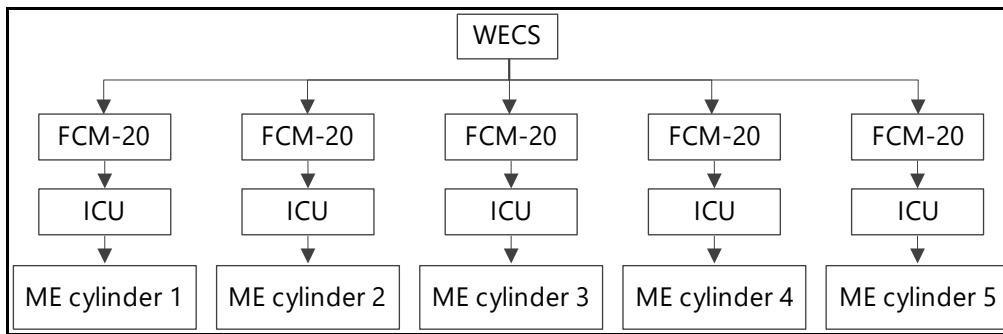 WECS
FCM-20 FCM-20 FCM-20 FCM-20 FCM-20
ICU ICU ICU ICU ICU
ME cylinder 1 ME cylinder 2 ME cylinder 3 ME cylinder 4 ME cylinder 5